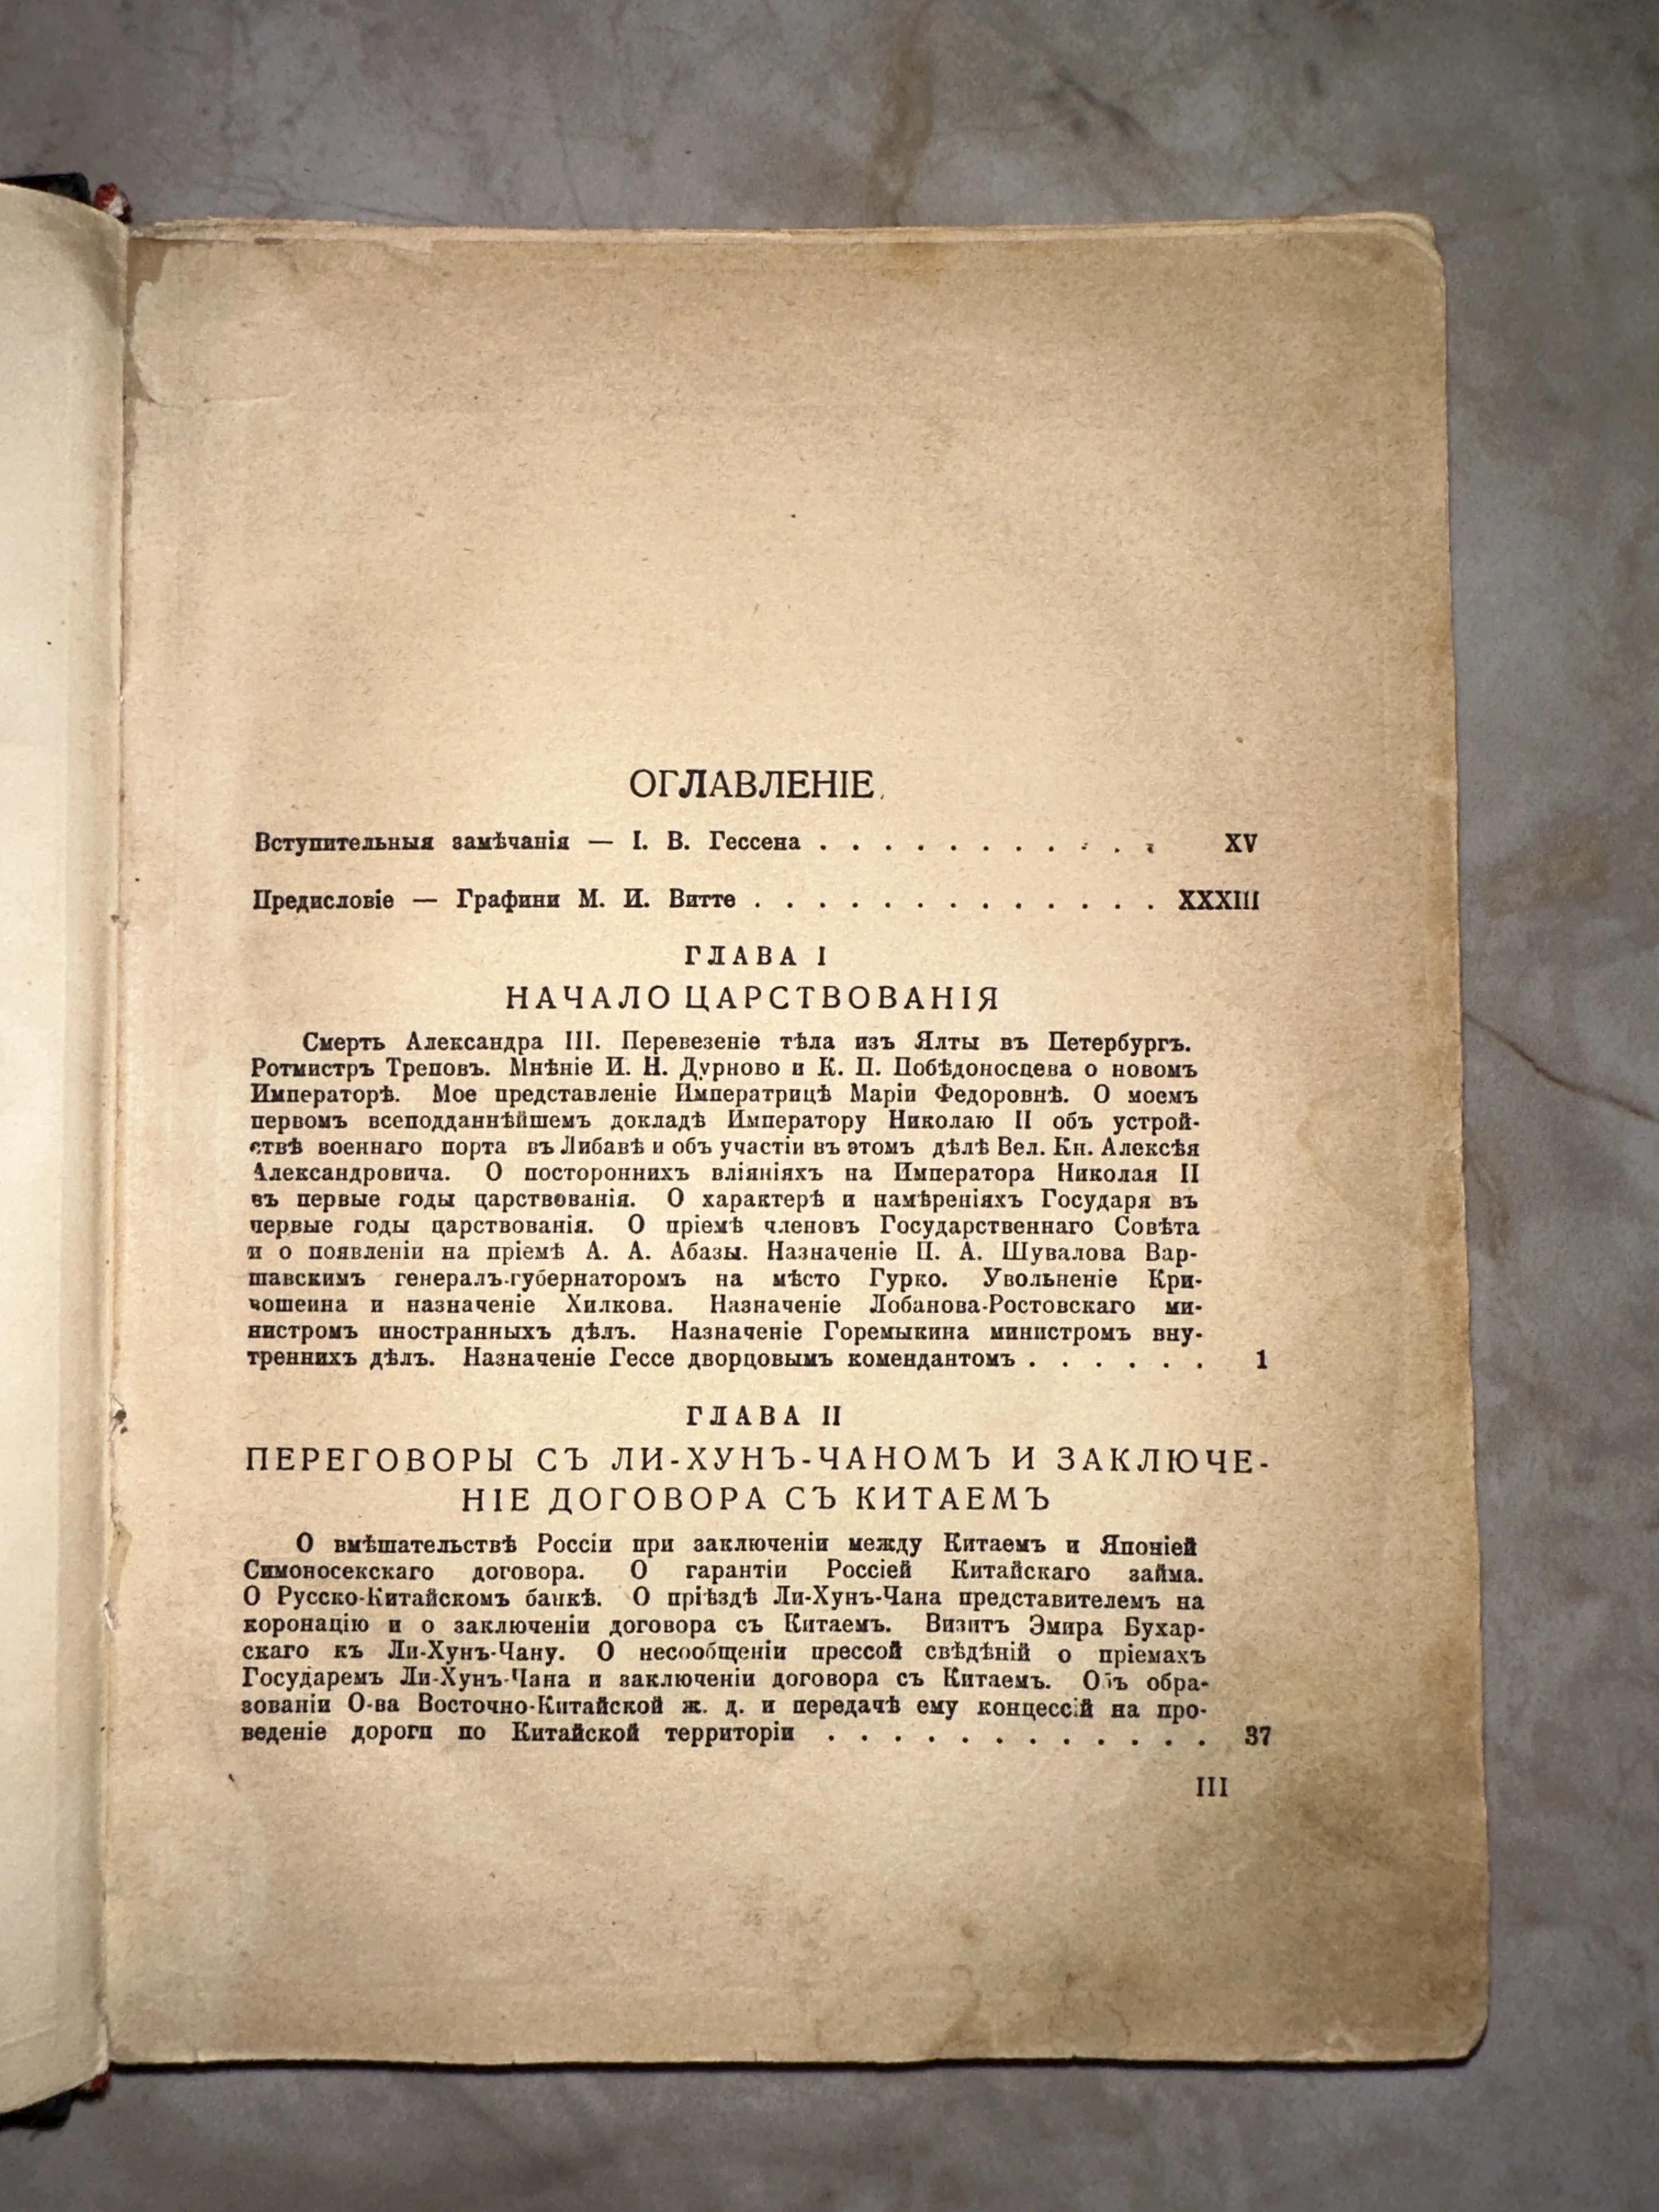 ОГЛАВЛЕНІЕ.
Вступительныя замѣчанія — І. В. Гессена . . . . . . . . . . . XV
Предисловіе — Графини М. И. Витте . . . . . . . . . . . . . XXXIII
ГЛАВА I
НАЧАЛО ЦАРСТВОВАНІЯ
Смерть Александра III. Перевезеніе тѣла изъ Ялты въ Петербургъ.
Ротмистръ Треповъ. Мнѣніе И. Н. Дурново и К. П. Побѣдоносцева о новомъ
Императорѣ. Мое представленіе Императрицѣ Маріи Федоровнѣ. О моемъ
первомъ всеподданнѣйшемъ докладѣ Императору Николаю II объ устрой-
ствѣ военнаго порта въ Либавѣ и объ участіи въ этомъ дѣлѣ Вел. Кн. Алексѣя
Александровича. О постороннихъ вліяніяхъ на Императора Николая II
въ первые годы царствованія. О характерѣ и намѣреніяхъ Государя въ
первые годы царствованія. О пріемѣ членовъ Государственнаго Совѣта
и о появленіи на пріемѣ А. А. Абазы. Назначеніе П. А. Шувалова Вар-
шавскимъ генералъ-губернаторомъ на мѣсто Гурко. Увольненіе Кри-
вошеина и назначеніе Хилкова. Назначеніе Лобанова-Ростовскаго ми-
нистромъ иностранныхъ дѣлъ. Назначеніе Горемыкина министромъ вну-
треннихъ дѣлъ. Назначеніе Гессе дворцовымъ комендантомъ . . . . . . 1
ГЛАВА II
ПЕРЕГОВОРЫ СЪ ЛИ-ХУНЪ-ЧАНОМЪ И ЗАКЛЮЧЕ-
НІЕ ДОГОВОРА СЪ КИТАЕМЪ
О вмѣшательствѣ Россіи при заключеніи между Китаемъ и Японіей
Симоносекскаго договора. О гарантіи Россіей Китайскаго займа.
О Русско-Китайскомъ банкѣ. О пріѣздѣ Ли-Хунъ-Чана представителемъ на
коронацію и о заключеніи договора съ Китаемъ. Визитъ Эмира Бухар-
скаго къ Ли-Хунъ-Чану. О несообщеніи прессой свѣдѣній о пріемахъ
Государемъ Ли-Хунъ-Чана и заключеніи договора съ Китаемъ. Объ обра-
зованіи О-ва Восточно-Китайской ж. д. и передачѣ ему концессій на про-
веденіе дороги по Китайской территоріи . . . . . . . . . . . . 37
III